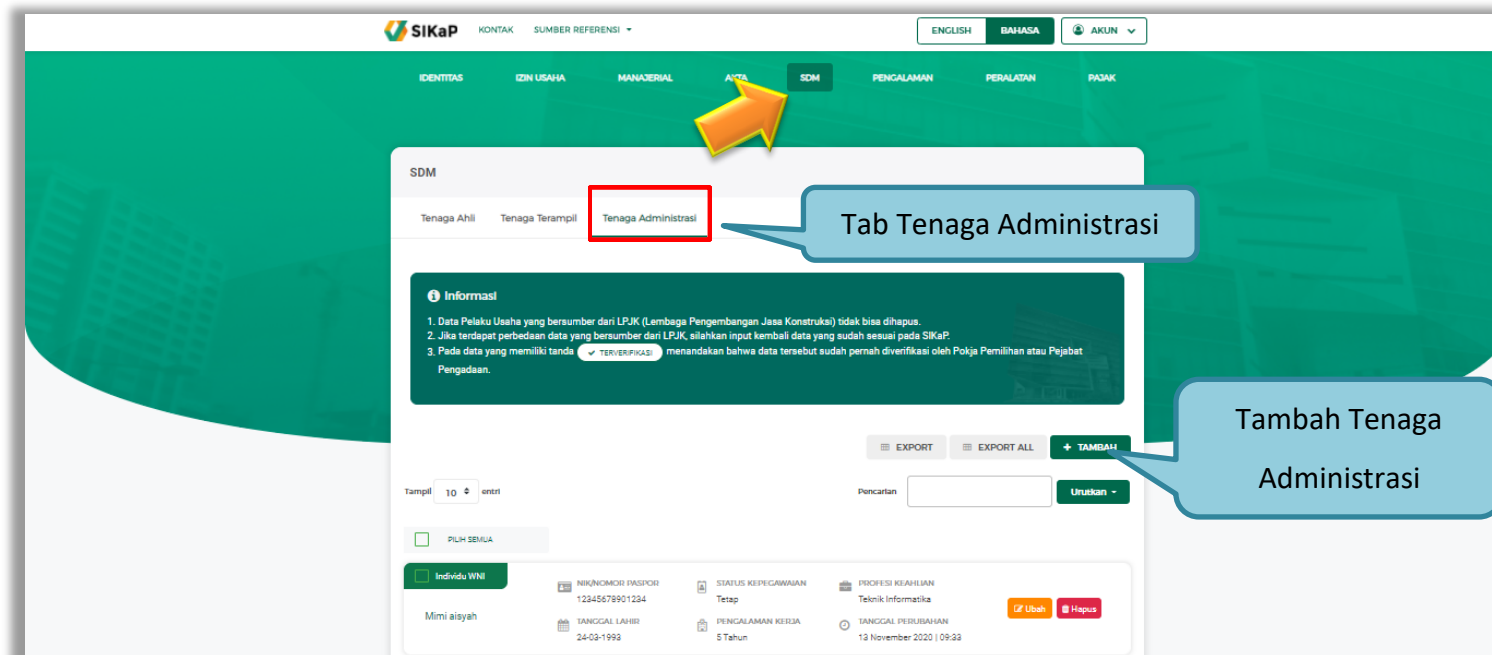 SIKaP KONTAK SUMBER REFERENSI ENGLISH BAHASA AKUN
IDENTITAS IZIN USAHA MANAJERIAL AKTA SDM PENGALAMAN PERALATAN PAJAK
SDM
Tenaga Ahli Tenaga Terampil Tenaga Administrasi
Tab Tenaga Administrasi
Informasi
1. Data Pelaku Usaha yang bersumber dari LPJK (Lembaga Pengembangan Jasa Konstruksi) tidak bisa dihapus.
2. Jika terdapat perbedaan data yang bersumber dari LPJK, silahkan input kembali data yang sudah sesuai pada SIKaP.
3. Pada data yang memiliki tanda TERVERIFIKASI menandakan bahwa data tersebut sudah pernah diverifikasi oleh Pokja Pemilihan atau Pejabat
Pengadaan.
Tambah Tenaga
Administrasi
EXPORT EXPORT ALL + TAMBAH
Tampil 10 entri Pencarian Urutkan
PILIH SEMUA
Individu WNI
Mimi aisyah
NIK/NOMOR PASPOR STATUS KEPEGAWAIAN PROFESI KEAHLIAN
12345678901234 Tetap Teknik Informatika
Ubah Hapus
TANGGAL LAHIR PENGALAMAN KERJA TANGGAL PERUBAHAN
24-03-1993 5 Tahun 13 November 2020 | 09:33